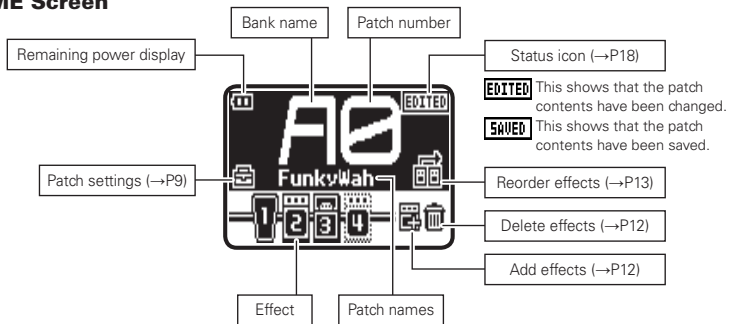 ME Screen
Bank name
Patch number
Remaining power display
Status icon (→P18)
EDITED This shows that the patch
contents have been changed.
SAVED This shows that the patch
contents have been saved.
A0
EDITED
Patch settings (→P9)
FunkyWah
Reorder effects (→P13)
1 2 3 4
Delete effects (→P12)
Add effects (→P12)
Effect
Patch names